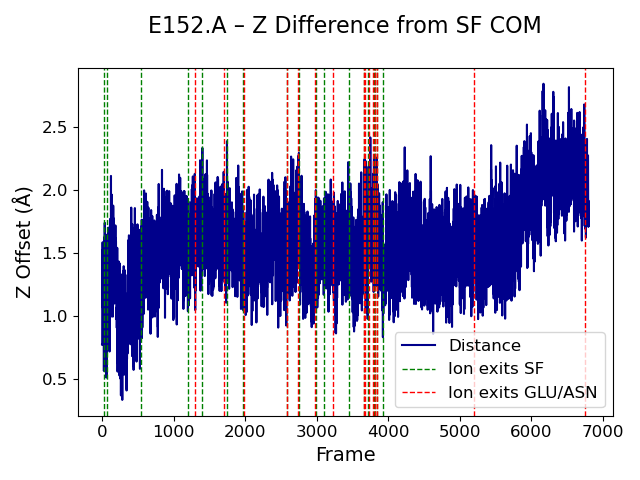 E152.A – Z Difference from SF COM
Z Offset (Å)
2.5
2.0
1.5
1.0
0.5
Distance
Ion exits SF
Ion exits GLU/ASN
0 1000 2000 3000 4000 5000 6000 7000
Frame